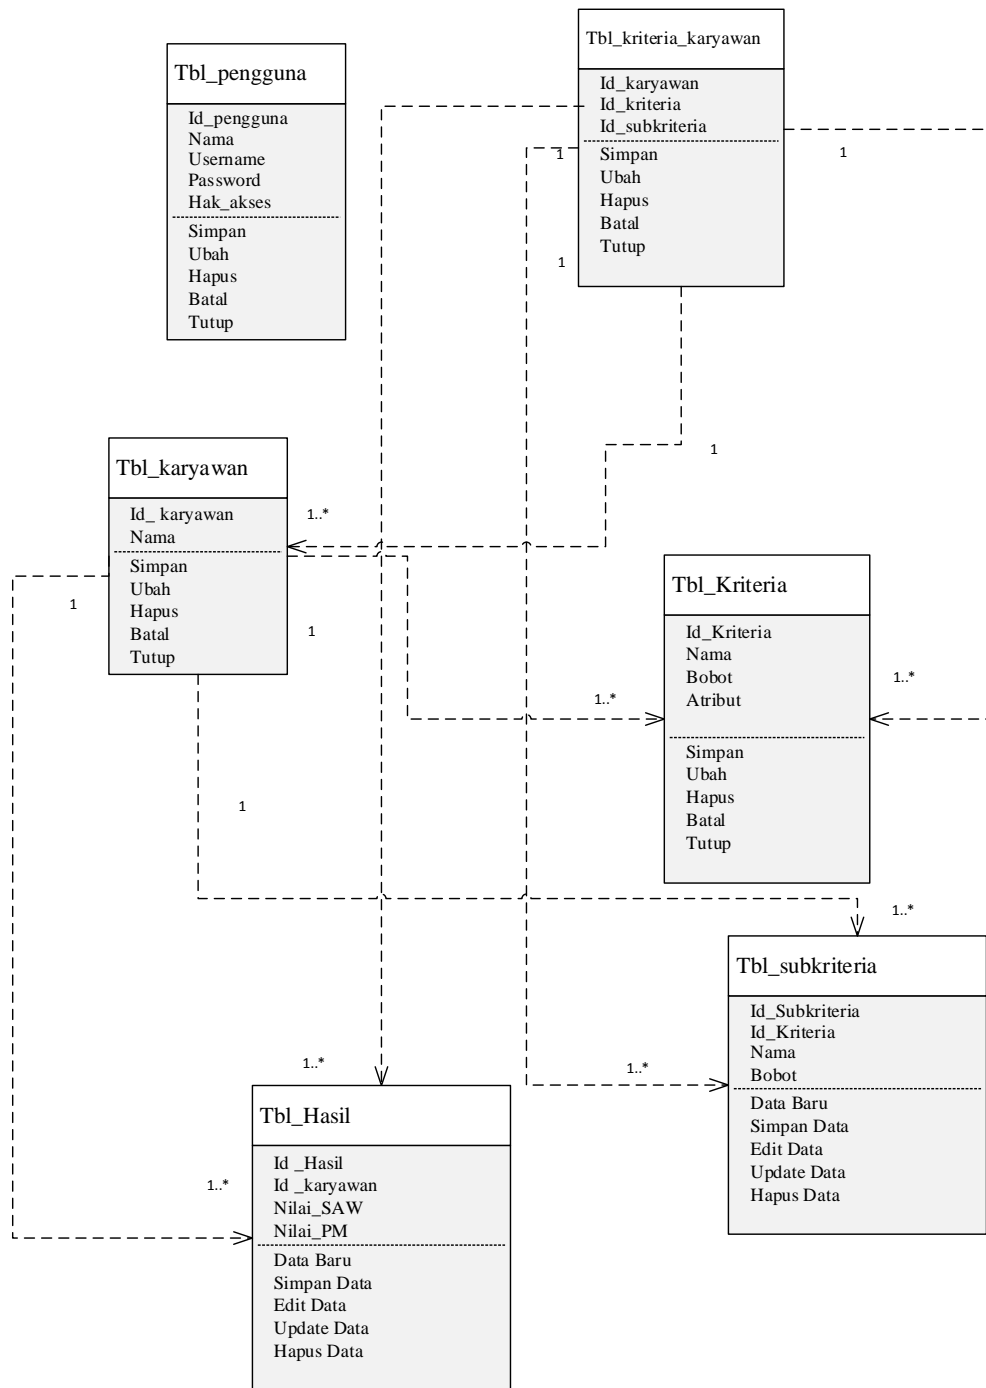 Tbl_pengguna
Id_pengguna
Nama
Username
Password
Hak_akses
Simpan
Ubah
Hapus
Batal
Tutup
Tbl_kriteria_karyawan
Id_karyawan
Id_kriteria
Id_subkriteria
Simpan
Ubah
Hapus
Batal
Tutup
1
1
1
1
Tbl_karyawan
Id_ karyawan
Nama
Simpan
Ubah
Hapus
Batal
Tutup
1..*
1
1
1
Tbl_Kriteria
Id_Kriteria
Nama
Bobot
Atribut
Simpan
Ubah
Hapus
Batal
Tutup
1..*
1..*
1..*
Tbl_subkriteria
Id_Subkriteria
Id_Kriteria
Nama
Bobot
Data Baru
Simpan Data
Edit Data
Update Data
Hapus Data
1..*
1..*
1..*
Tbl_Hasil
Id _Hasil
Id _karyawan
Nilai_SAW
Nilai_PM
Data Baru
Simpan Data
Edit Data
Update Data
Hapus Data